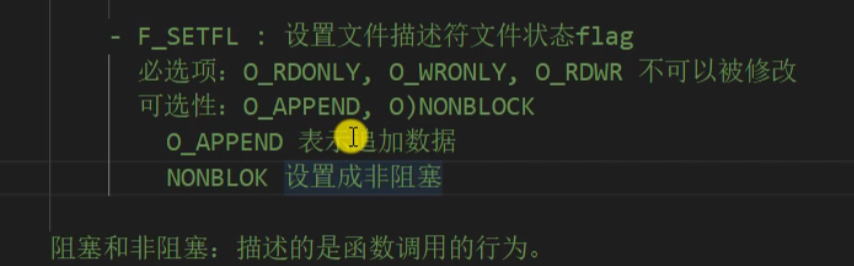 - F_SETFL : 设置文件描述符文件状态flag
必选项：O_RDONLY, O_WRONLY, O_RDWR 不可以被修改
可选性：O_APPEND, O)NONBLOCK
O_APPEND 表示追加数据
NONBLOK 设置成非阻塞
阻塞和非阻塞：描述的是函数调用的行为。